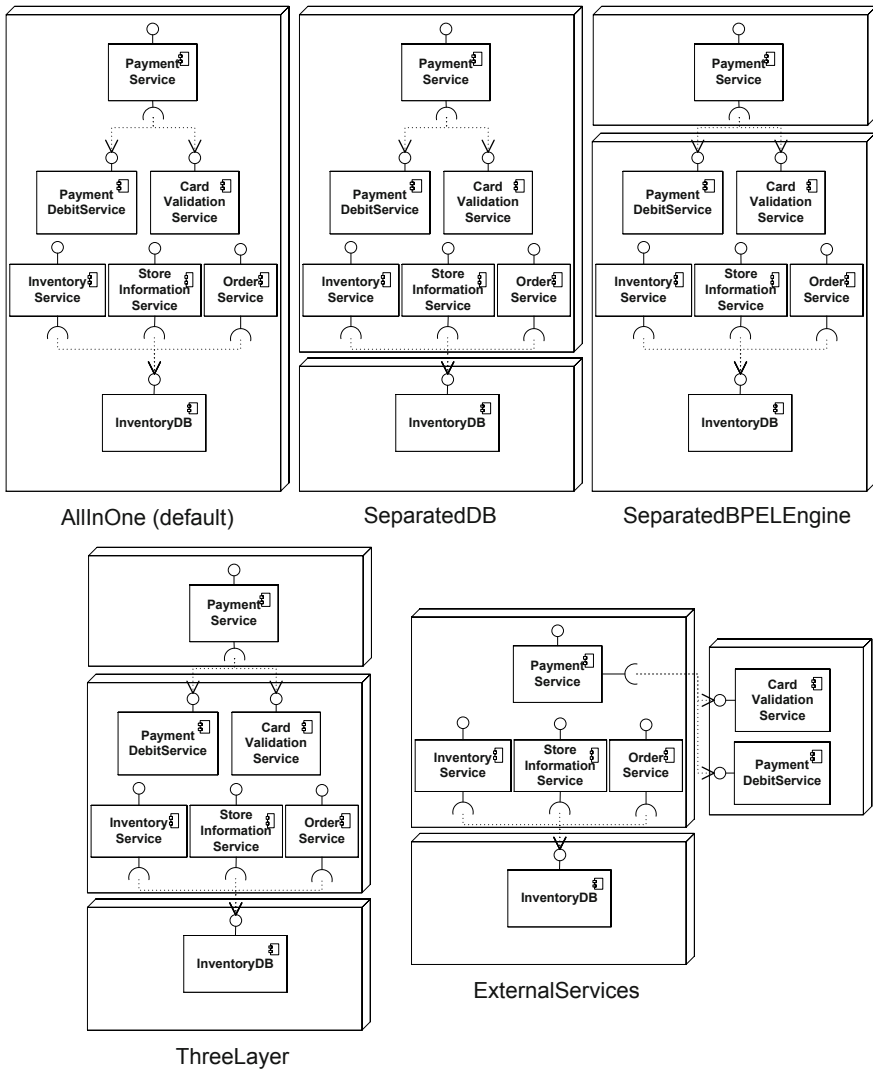 Payment
Service
Payment
DebitService
Card
Validation
Service
Inventory
Service
Store
Information
Service
Order
Service
InventoryDB
AllInOne (default)
Payment
Service
Payment
DebitService
Card
Validation
Service
Inventory
Service
Store
Information
Service
Order
Service
InventoryDB
SeparatedDB
Payment
Service
Payment
DebitService
Card
Validation
Service
Inventory
Service
Store
Information
Service
Order
Service
InventoryDB
SeparatedBPELEngine
Payment
Service
Payment
DebitService
Card
Validation
Service
Inventory
Service
Store
Information
Service
Order
Service
InventoryDB
ThreeLayer
Payment
Service
Card
Validation
Service
Payment
DebitService
Inventory
Service
Store
Information
Service
Order
Service
InventoryDB
ExternalServices